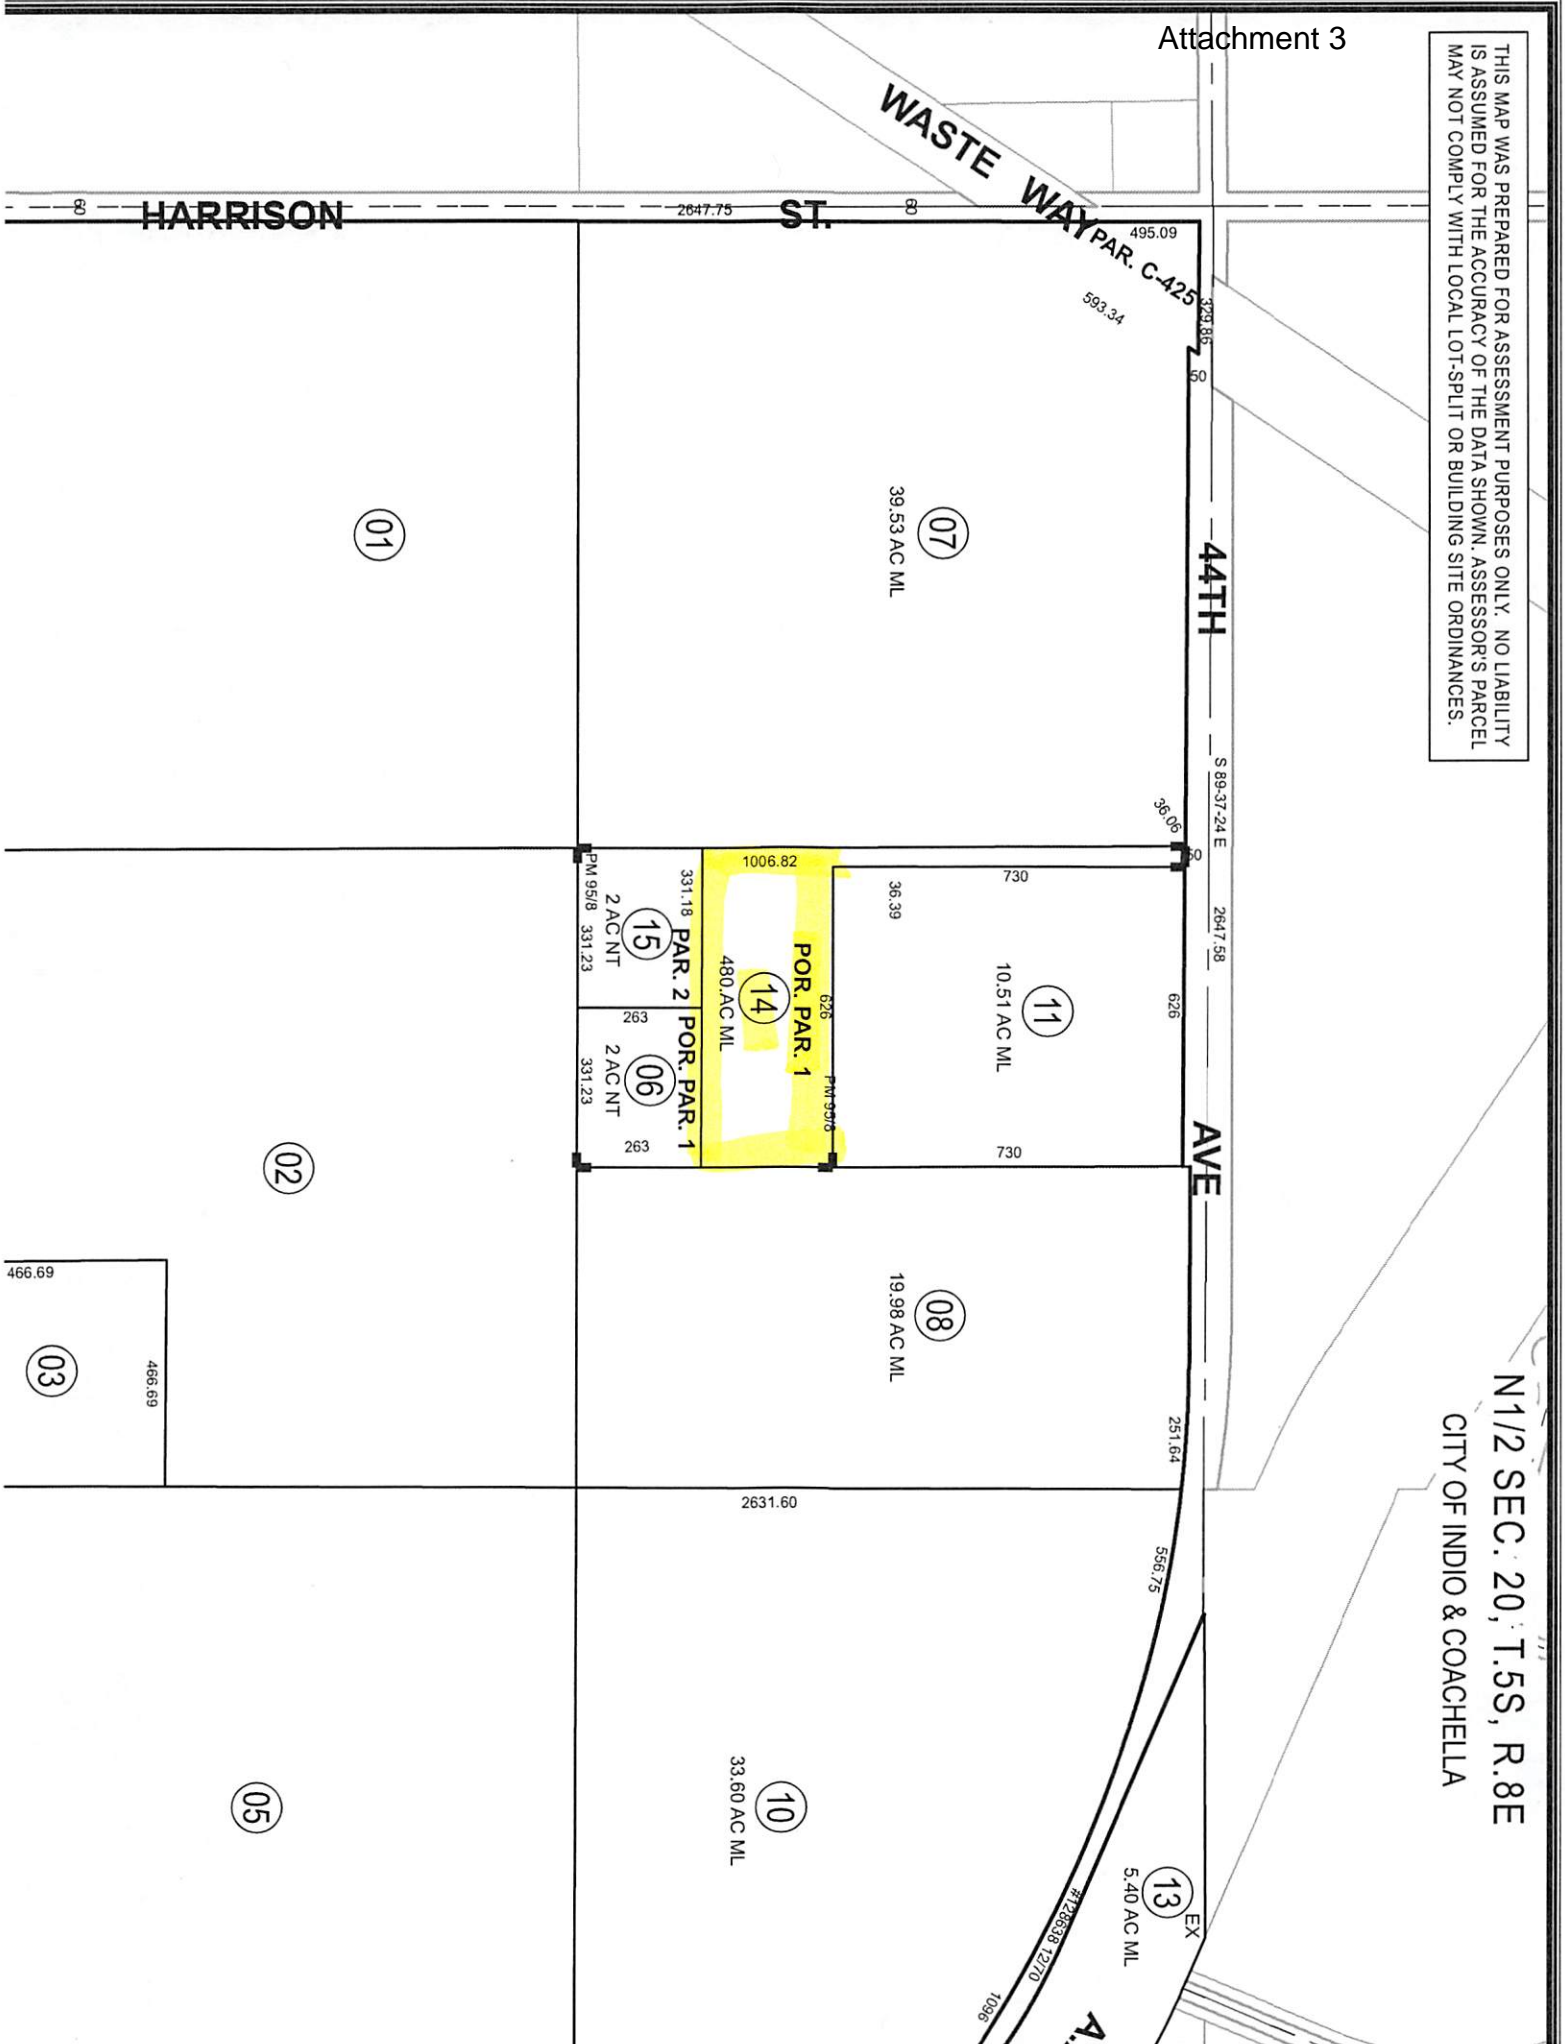 Attachment 3
THIS MAP WAS PREPARED FOR ASSESSMENT PURPOSES ONLY. NO LIABILITY
IS ASSUMED FOR THE ACCURACY OF THE DATA SHOWN. ASSESSOR'S PARCEL
MAY NOT COMPLY WITH LOCAL LOT-SPLIT OR BUILDING SITE ORDINANCES.
N1/2 SEC. 20, T.5S, R.8E
CITY OF INDIO & COACHELLA
WASTE WAY
PAR. C-425
HARRISON ST.
60
2647.75
60
495.09
593.34
329.86
50
44TH AVE
S 89-37-24 E
2647.58
07
39.53 AC ML
01
36.06
50
730
36.39
626
11
10.51 AC ML
730
1006.82
626
PM 95/8
POR. PAR. 1
14
480.AC ML
331.18
PAR. 2
15
2 AC NT
PM 95/8
331.23
263
POR. PAR. 1
06
2 AC NT
331.23
263
02
466.69
466.69
03
08
19.98 AC ML
251.64
2631.60
556.75
10
33.60 AC ML
05
13
EX
5.40 AC ML
#128638 12/70
1096
A.